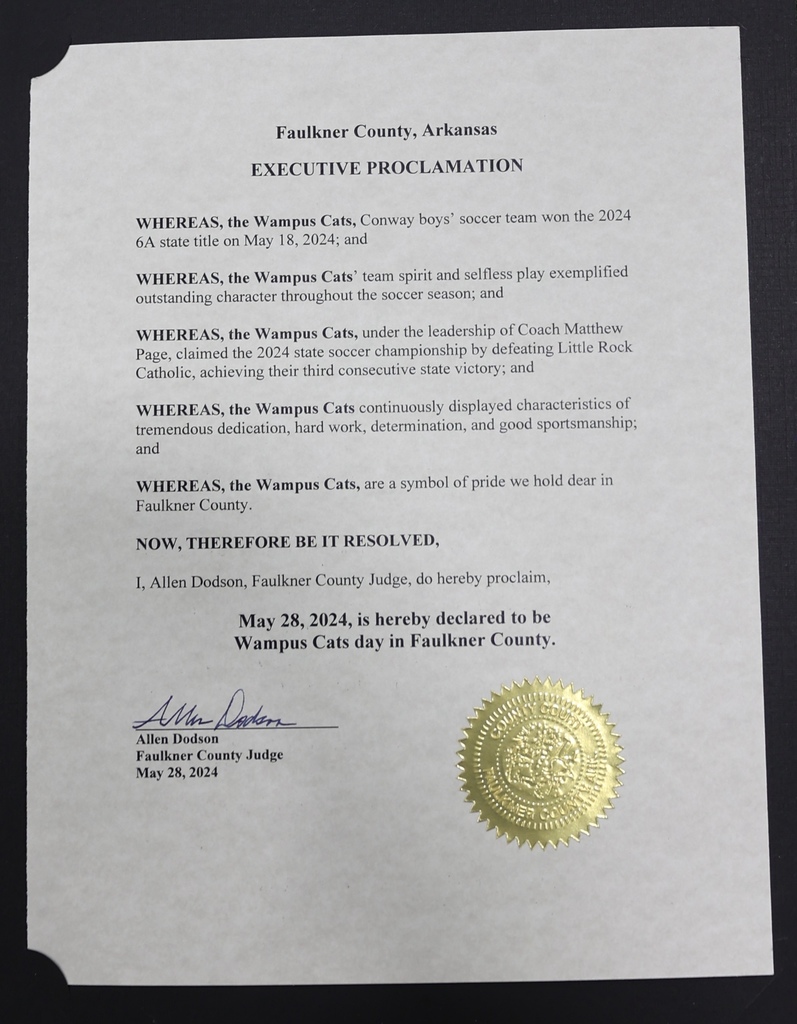 Faulkner County, Arkansas
EXECUTIVE PROCLAMATION
WHEREAS, the Wampus Cats, Conway boys' soccer team won the 2024
6A state title on May 18, 2024; and
WHEREAS, the Wampus Cats' team spirit and selfless play exemplified
outstanding character throughout the soccer season; and
WHEREAS, the Wampus Cats, under the leadership of Coach Matthew
Page, claimed the 2024 state soccer championship by defeating Little Rock
Catholic, achieving their third consecutive state victory; and
WHEREAS, the Wampus Cats continuously displayed characteristics of
tremendous dedication, hard work, determination, and good sportsmanship;
and
WHEREAS, the Wampus Cats, are a symbol of pride we hold dear in
Faulkner County.
NOW, THEREFORE BE IT RESOLVED,
I, Allen Dodson, Faulkner County Judge, do hereby proclaim,
May 28, 2024, is hereby declared to be
Wampus Cats day in Faulkner County.
Allen Dodson
Allen Dodson
Faulkner County Judge
May 28, 2024
COUNTY COURT
FAULKNER COUNTY, ARK.